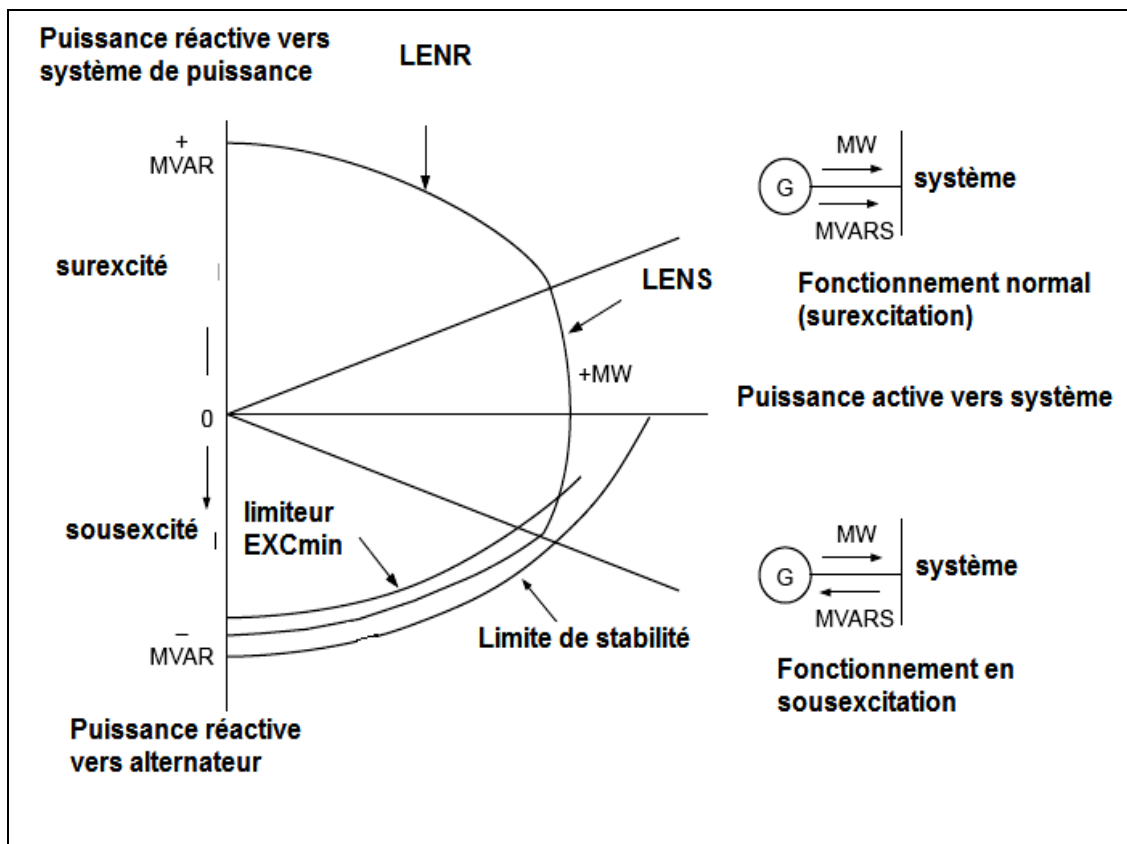 Puissance réactive vers
système de puissance
LENR
+
MVAR
MW
G
système
MVARS
surexcité
LENS
Fonctionnement normal
(surexcitation)
+MW
Puissance active vers système
0
limiteur
EXCmin
sousexcité
MW
G
système
MVARS
−
MVAR
Limite de stabilité
Fonctionnement en
sousexcitation
Puissance réactive
vers alternateur